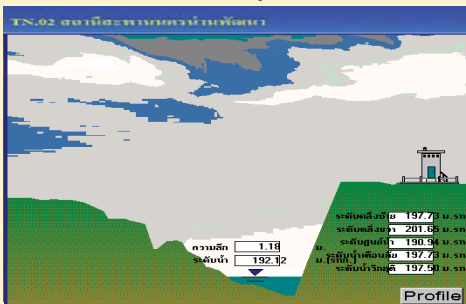 TN.02 สถานีสะพานนครน่านพัฒนา
ระดับตลิ่งซ้าย 197.73 ม.รทก
ระดับตลิ่งขวา 201.65 ม.รทก
ความลึก 1.18 ม.
ระดับศูนย์น้ำ 190.94 ม.รทก
ระดับน้ำ 192.12 ม.(รทก.)
ระดับน้ำเตือนภัย 197.73 ม.รทก
ระดับน้ำวิกฤติ 197.50 ม.รทก
Profile